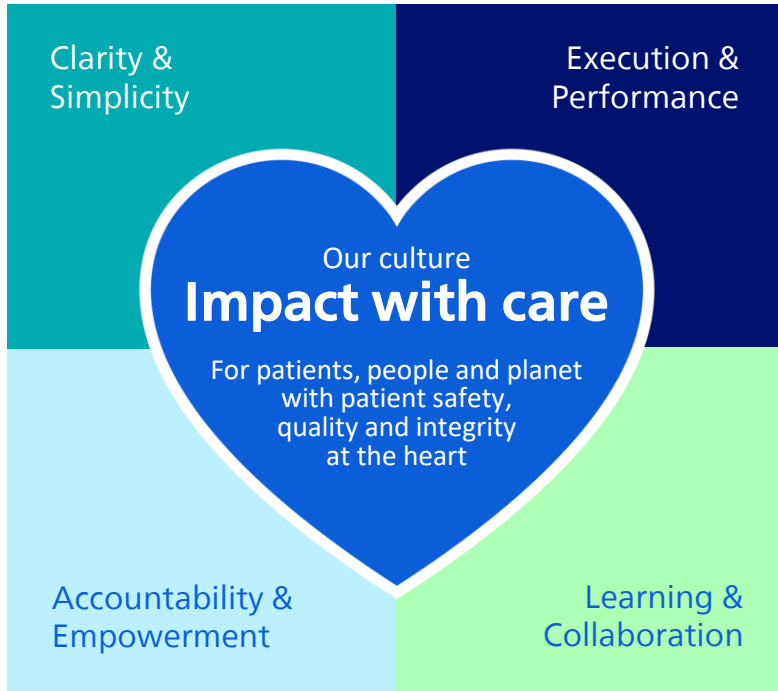 Clarity &
Simplicity
Execution &
Performance
Our culture
Impact with care
For patients, people and planet
with patient safety,
quality and integrity
at the heart
Accountability &
Empowerment
Learning &
Collaboration